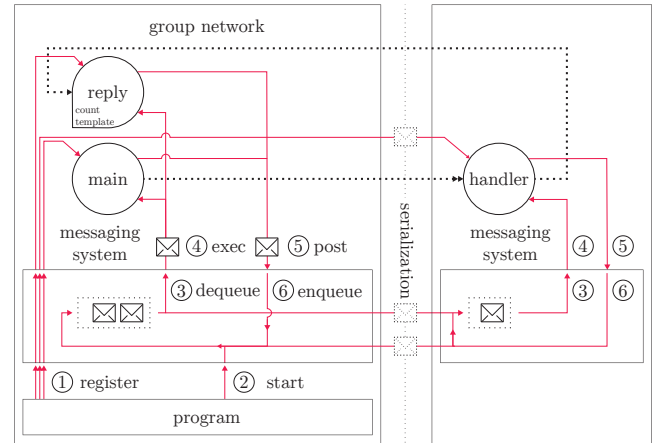 group network
reply
count
template
main
handler
messaging
system
④ exec
⑤ post
serialization
messaging
system
④
⑤
③ dequeue
⑥ enqueue
③
⑥
① register
② start
program